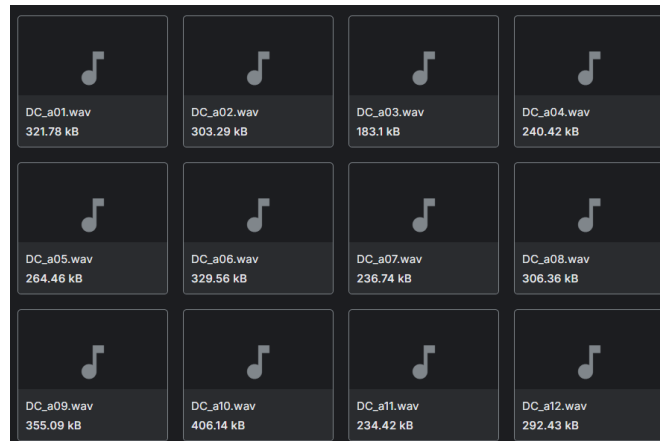 DC_a01.wav
321.78 kB
DC_a02.wav
303.29 kB
DC_a03.wav
183.1 kB
DC_a04.wav
240.42 kB
DC_a05.wav
264.46 kB
DC_a06.wav
329.56 kB
DC_a07.wav
236.74 kB
DC_a08.wav
306.36 kB
DC_a09.wav
355.09 kB
DC_a10.wav
406.14 kB
DC_a11.wav
234.42 kB
DC_a12.wav
292.43 kB